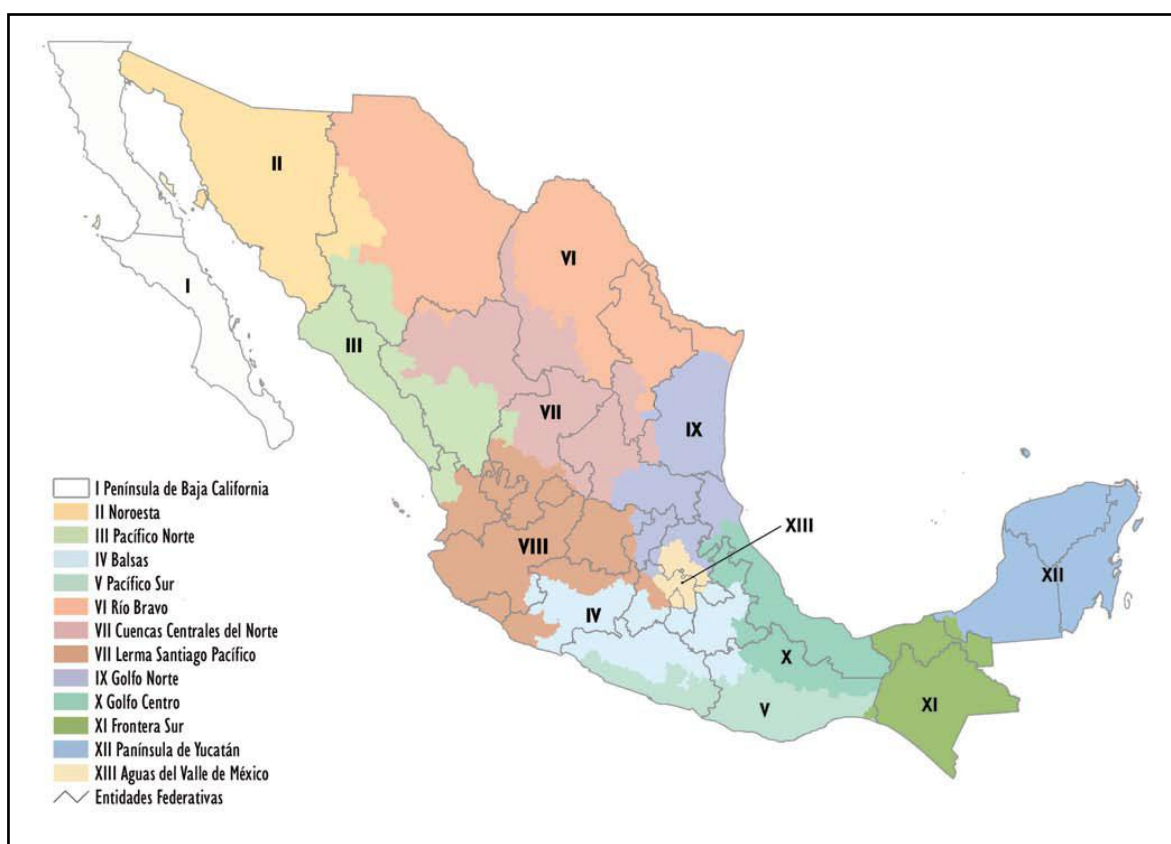 II
VI
I
III
VII
IX
XIII
VIII
XII
IV
X
XI
V
I Península de Baja California
II Noroesta
III Pacífico Norte
IV Balsas
V Pacífico Sur
VI Río Bravo
VII Cuencas Centrales del Norte
VII Lerma Santiago Pacífico
IX Golfo Norte
X Golfo Centro
XI Frontera Sur
XII Panínsula de Yucatán
XIII Aguas del Valle de México
Entidades Federativas